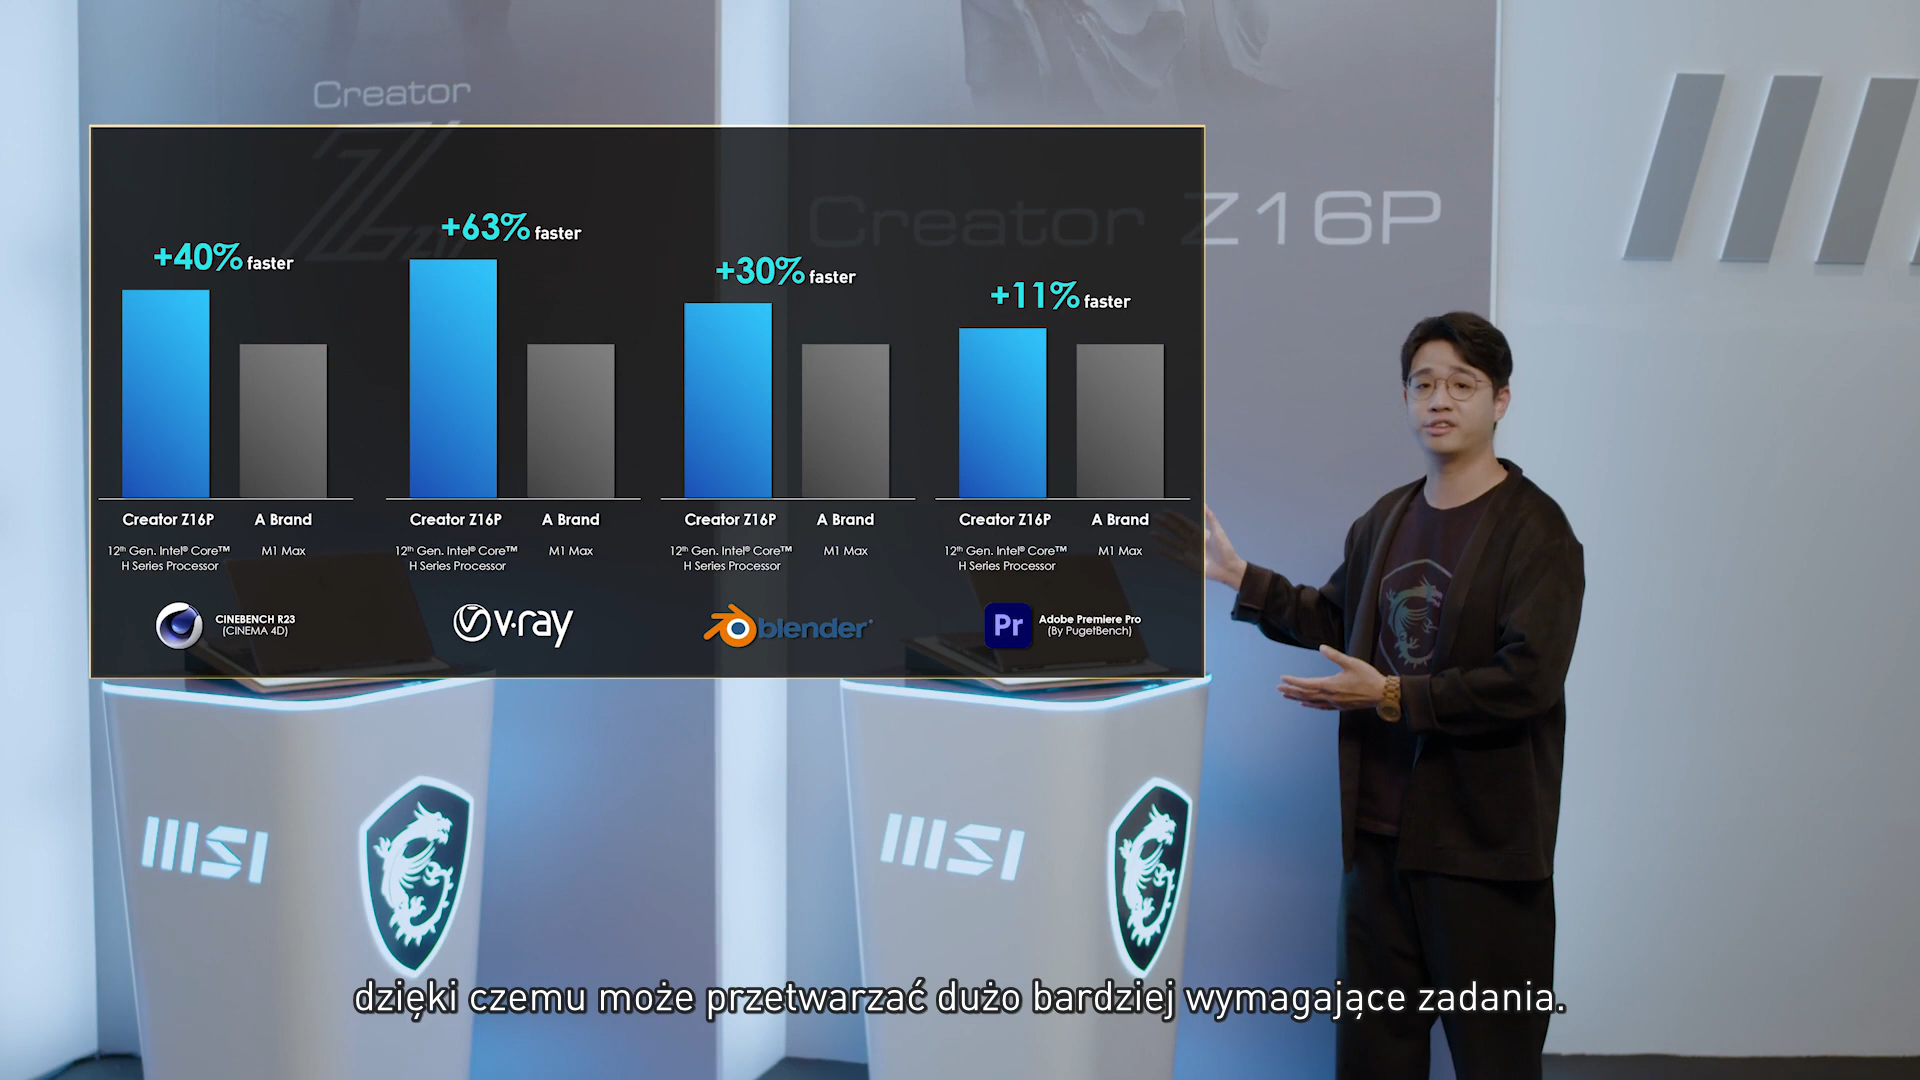 Creator
Creator Z16P
+40% faster
+63% faster
+30% faster
+11% faster
Creator Z16P
A Brand
12th Gen. Intel® Core™
H Series Processor
M1 Max
CINEBENCH R23
(CINEMA 4D)
Creator Z16P
A Brand
12th Gen. Intel® Core™
H Series Processor
M1 Max
v·ray
Creator Z16P
A Brand
12th Gen. Intel® Core™
H Series Processor
M1 Max
blender
Creator Z16P
A Brand
12th Gen. Intel® Core™
H Series Processor
M1 Max
Pr
Adobe Premiere Pro
(By PugetBench)
msi
msi
dzięki czemu może przetwarzać dużo bardziej wymagające zadania.